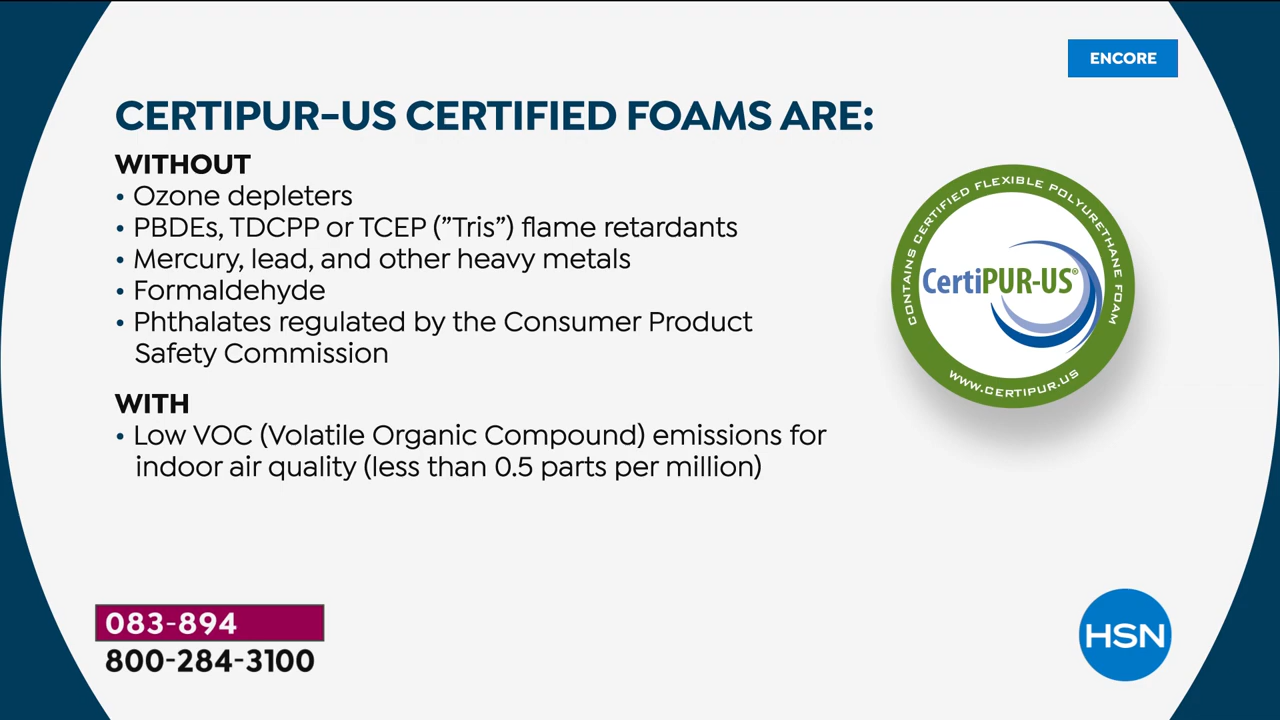 ENCORE
CERTIPUR-US CERTIFIED FOAMS ARE:
WITHOUT
• Ozone depleters
• PBDEs, TDCPP or TCEP (”Tris”) flame retardants
• Mercury, lead, and other heavy metals
• Formaldehyde
• Phthalates regulated by the Consumer Product
Safety Commission
WITH
• Low VOC (Volatile Organic Compound) emissions for
indoor air quality (less than 0.5 parts per million)
CONTAINS CERTIFIED FLEXIBLE POLYURETHANE FOAM
CertiPUR-US®
WWW.CERTIPUR.US
083-894
800-284-3100
HSN